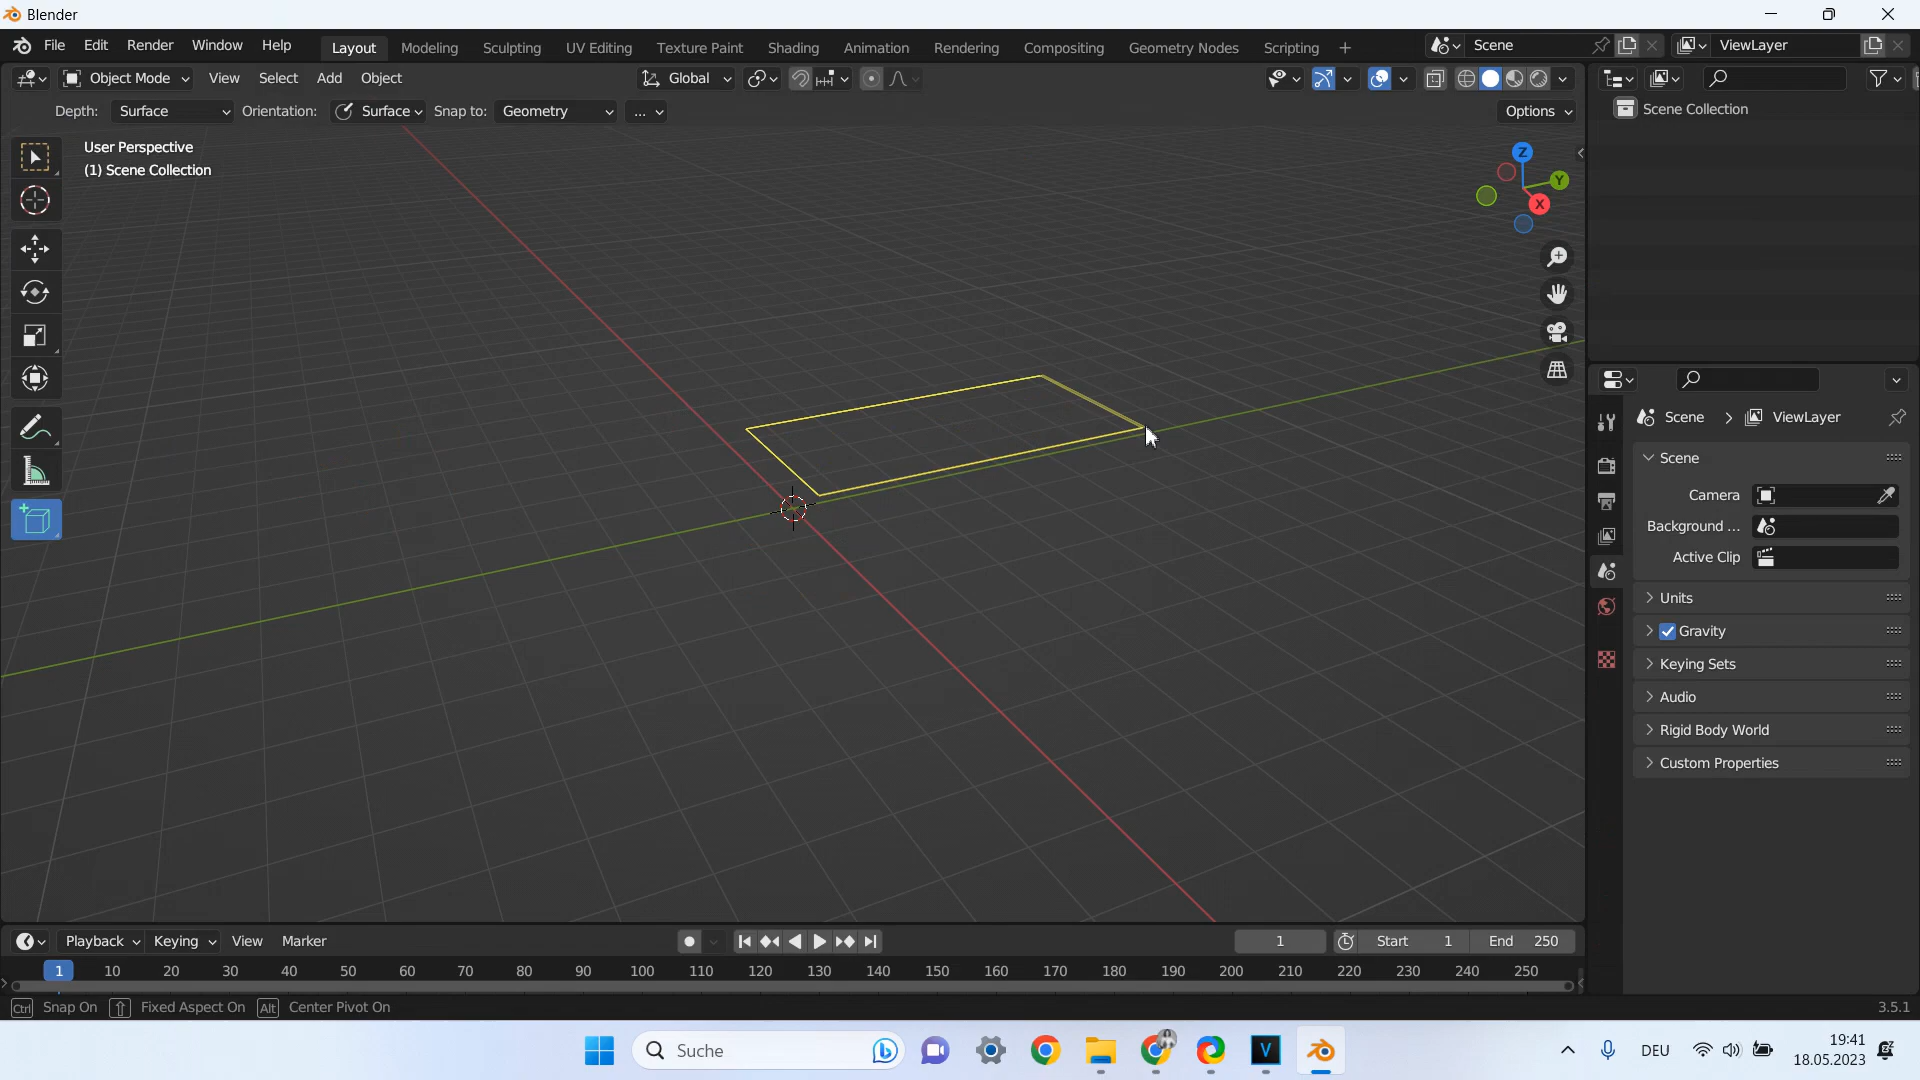 Blender
File Edit Render Window Help Layout Modeling Sculpting UV Editing Texture Paint Shading Animation Rendering Compositing Geometry Nodes Scripting + Scene ViewLayer
Object Mode View Select Add Object Global
Depth: Surface Orientation: Surface Snap to: Geometry ... Options
Scene Collection
User Perspective
(1) Scene Collection
Z
Y
X
Scene ViewLayer
Scene
Camera
Background ...
Active Clip
Units
Gravity
Keying Sets
Audio
Rigid Body World
Custom Properties
Playback Keying View Marker 1 Start 1 End 250
1 10 20 30 40 50 60 70 80 90 100 110 120 130 140 150 160 170 180 190 200 210 220 230 240 250
Ctrl Snap On Fixed Aspect On Alt Center Pivot On 3.5.1
Suche V DEU 19:41
18.05.2023